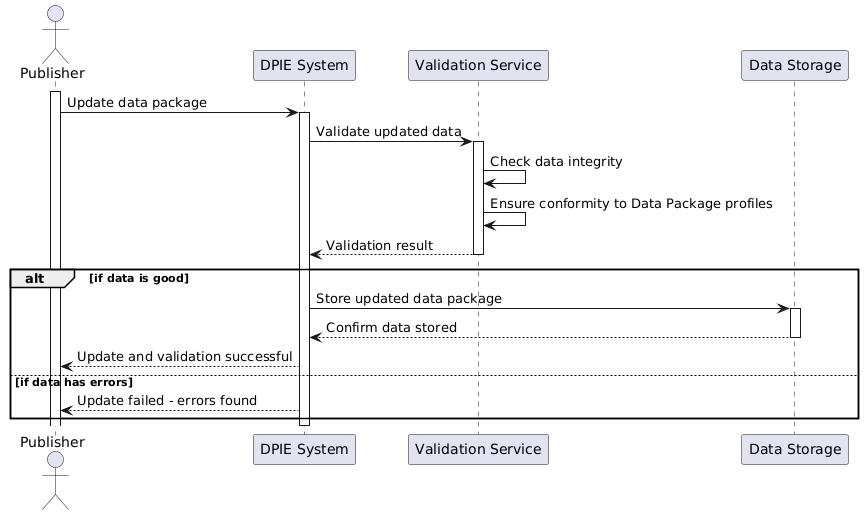 Publisher
DPIE System
Validation Service
Data Storage
Update data package
Validate updated data
Check data integrity
Ensure conformity to Data Package profiles
Validation result
alt
[if data is good]
Store updated data package
Confirm data stored
Update and validation successful
[if data has errors]
Update failed - errors found
Publisher
DPIE System
Validation Service
Data Storage